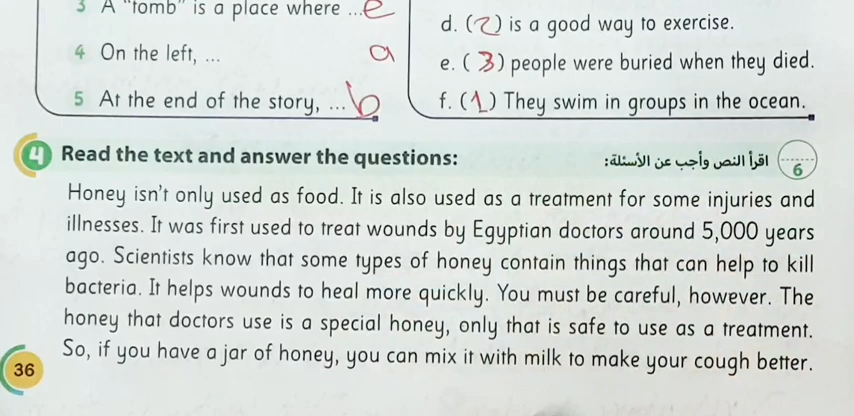 3 A "tomb" is a place where ... e
4 On the left, ... a
5 At the end of the story, ... b
d. (2) is a good way to exercise.
e. (3) people were buried when they died.
f. (1) They swim in groups in the ocean.
4 Read the text and answer the questions: اقرأ النص وأجب عن الأسئلة: 6
Honey isn't only used as food. It is also used as a treatment for some injuries and
illnesses. It was first used to treat wounds by Egyptian doctors around 5,000 years
ago. Scientists know that some types of honey contain things that can help to kill
bacteria. It helps wounds to heal more quickly. You must be careful, however. The
honey that doctors use is a special honey, only that is safe to use as a treatment.
So, if you have a jar of honey, you can mix it with milk to make your cough better.
36